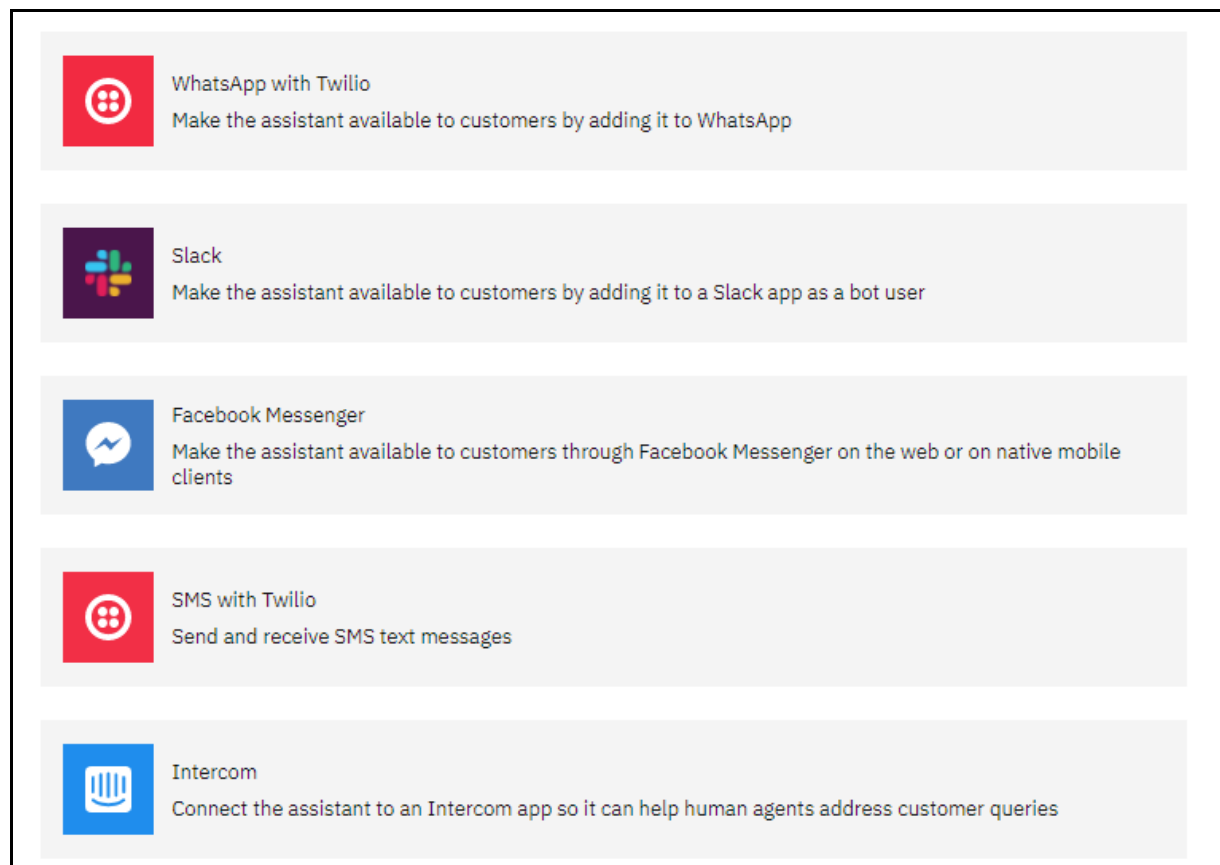 WhatsApp with Twilio
Make the assistant available to customers by adding it to WhatsApp
Slack
Make the assistant available to customers by adding it to a Slack app as a bot user
Facebook Messenger
Make the assistant available to customers through Facebook Messenger on the web or on native mobile
clients
SMS with Twilio
Send and receive SMS text messages
Intercom
Connect the assistant to an Intercom app so it can help human agents address customer queries